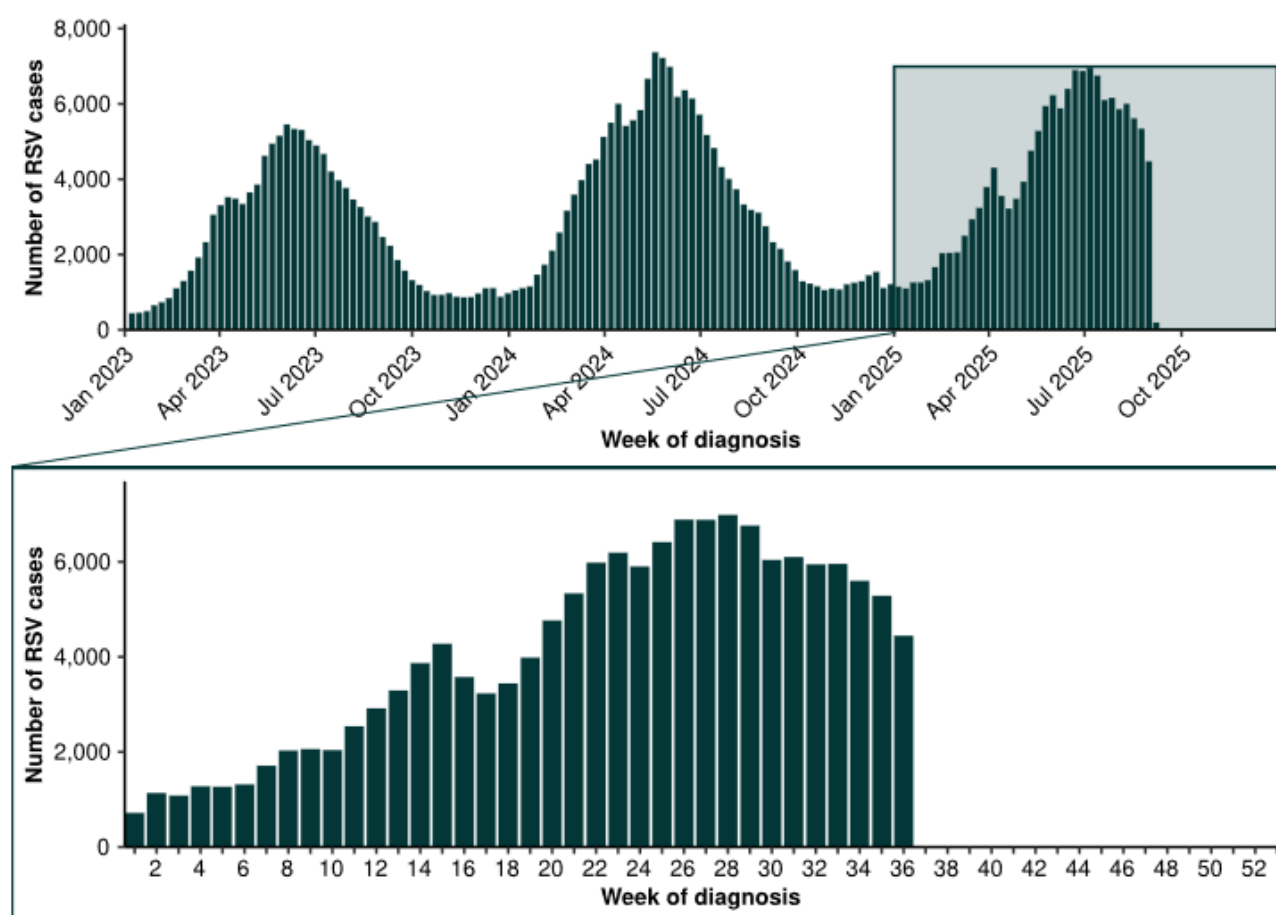 8,000
6,000
4,000
2,000
0
Number of RSV cases
Jan 2023
Apr 2023
Jul 2023
Oct 2023
Jan 2024
Apr 2024
Jul 2024
Oct 2024
Jan 2025
Apr 2025
Jul 2025
Oct 2025
Week of diagnosis
6,000
4,000
2,000
0
Number of RSV cases
2 4 6 8 10 12 14 16 18 20 22 24 26 28 30 32 34 36 38 40 42 44 46 48 50 52
Week of diagnosis